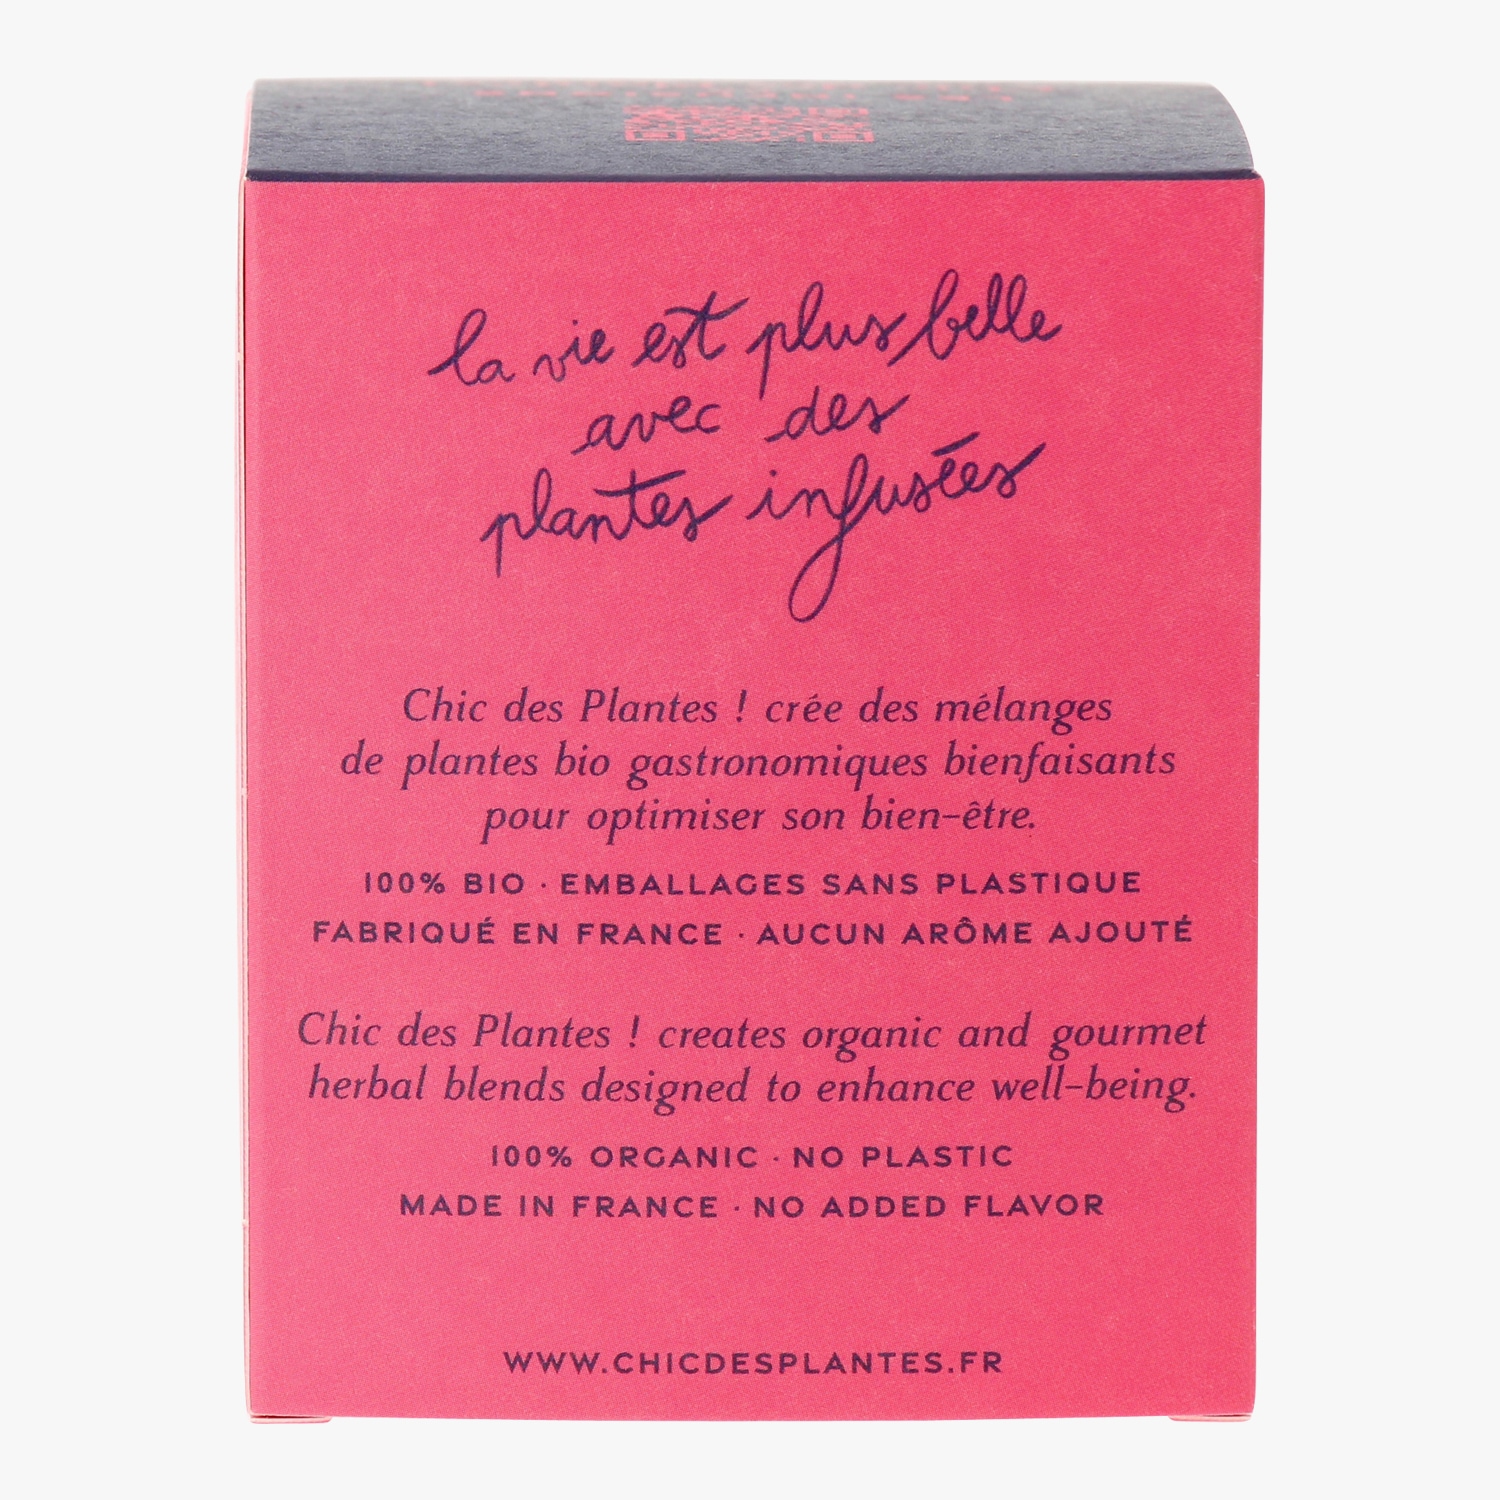 la vie est plus belle
avec des
plantes infusées
Chic des Plantes ! crée des mélanges
de plantes bio gastronomiques bienfaisants
pour optimiser son bien-être.
100% BIO · EMBALLAGES SANS PLASTIQUE
FABRIQUÉ EN FRANCE · AUCUN ARÔME AJOUTÉ
Chic des Plantes ! creates organic and gourmet
herbal blends designed to enhance well-being.
100% ORGANIC · NO PLASTIC
MADE IN FRANCE · NO ADDED FLAVOR
WWW.CHICDESPLANTES.FR